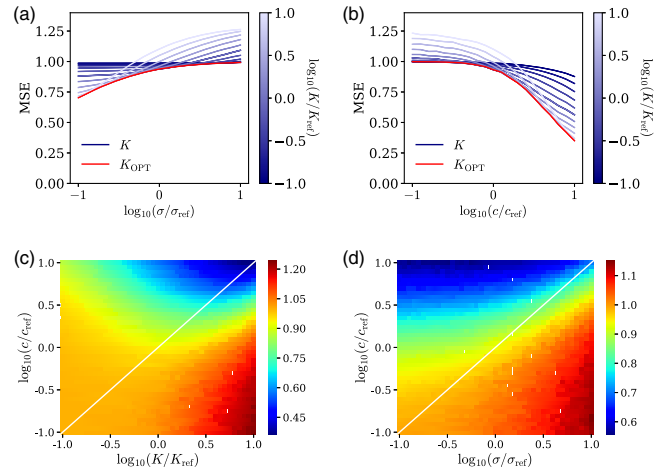 (a)
MSE
1.25
1.00
0.75
0.50
0.25
0.00
K
K_OPT
−1
0
1
log10(σ/σref)
1.0
0.5
0.0
−0.5
−1.0
log10(K/Kref)
(b)
MSE
1.25
1.00
0.75
0.50
0.25
0.00
K
K_OPT
−1
0
1
log10(c/cref)
1.0
0.5
0.0
−0.5
−1.0
log10(K/Kref)
(c)
log10(c/cref)
1.0
0.5
0.0
-0.5
-1.0
-1.0 -0.5 0.0 0.5 1.0
log10(K/Kref)
1.20
1.05
0.90
0.75
0.60
0.45
(d)
log10(c/cref)
1.0
0.5
0.0
-0.5
-1.0
-1.0 -0.5 0.0 0.5 1.0
log10(σ/σref)
1.1
1.0
0.9
0.8
0.7
0.6